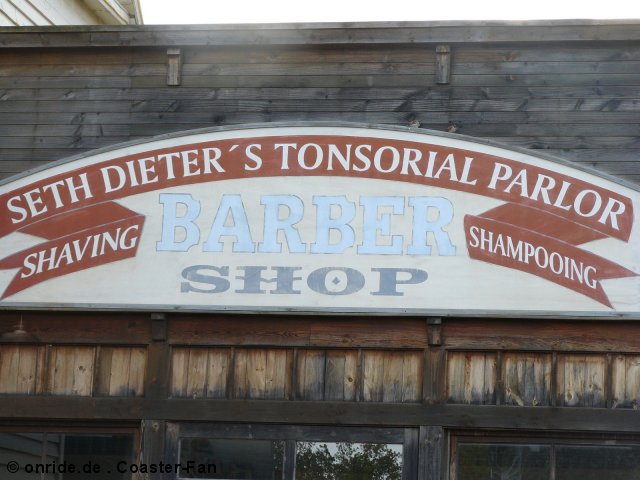 SETH DIETER´S TONSORIAL PARLOR
BARBER
SHAVING
SHAMPOOING
SHOP
© onride.de . Coaster-Fan